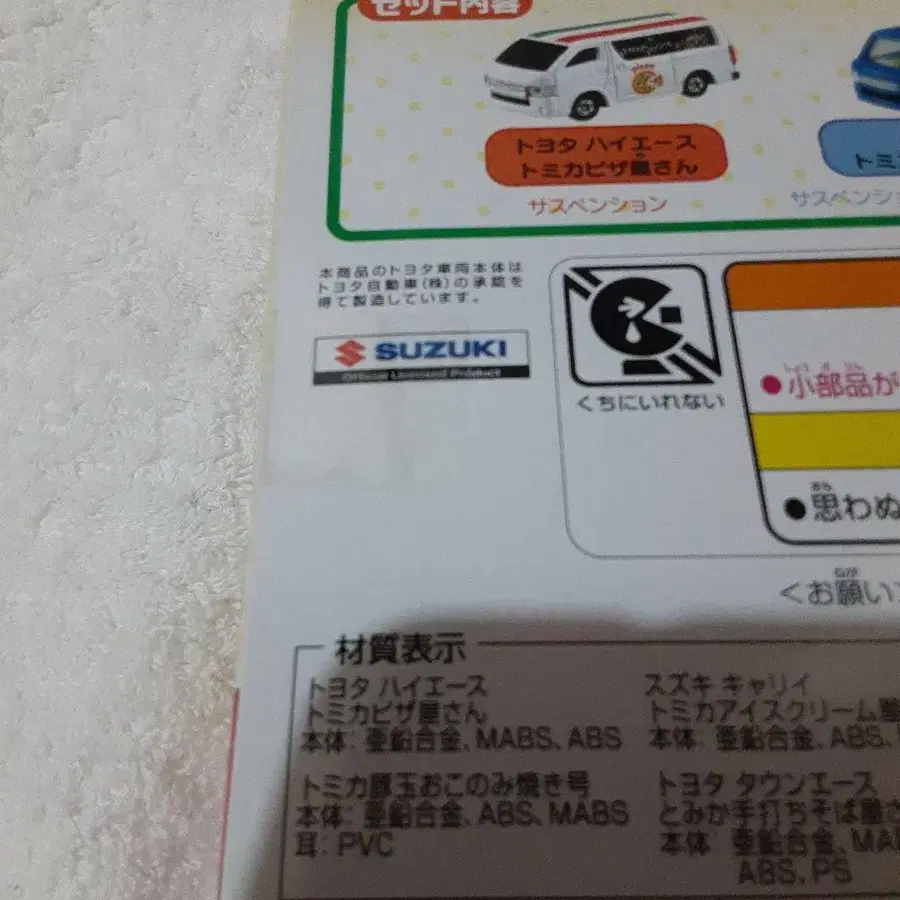 セット内容
トヨタ ハイエース
トミカピザ屋さん
サスペンション
トミ
サスペンショ
本商品のトヨタ車両本体は
トヨタ自動車(株)の承認を
得て製造しています。
SUZUKI
Official Licensed Product
くちにいれない
●小部品が
●思わぬ
<お願い
材質表示
トヨタ ハイエース
トミカピザ屋さん
本体: 亜鉛合金、MABS、ABS
トミカ豚玉おこのみ焼き号
本体: 亜鉛合金、ABS、MABS
耳: PVC
スズキ キャリイ
トミカアイスクリーム屋
本体: 亜鉛合金、ABS、
トヨタ タウンエース
とみか手打ちそば屋さ
本体: 亜鉛合金、MA
ABS、PS